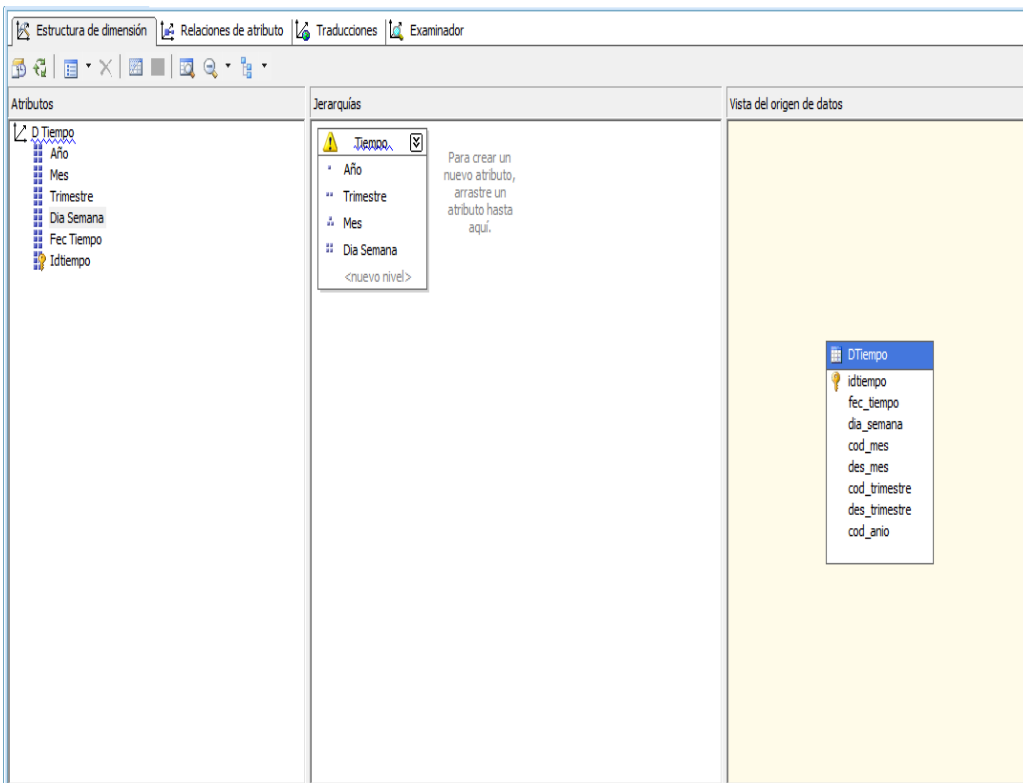 Estructura de dimensión Relaciones de atributo Traducciones Examinador
Atributos
D Tiempo
Año
Mes
Trimestre
Dia Semana
Fec Tiempo
Idtiempo
Jerarquías
Tiempo
Año
Trimestre
Mes
Dia Semana
<nuevo nivel>
Para crear un
nuevo atributo,
arrastre un
atributo hasta
aquí.
Vista del origen de datos
DTiempo
idtiempo
fec_tiempo
dia_semana
cod_mes
des_mes
cod_trimestre
des_trimestre
cod_anio